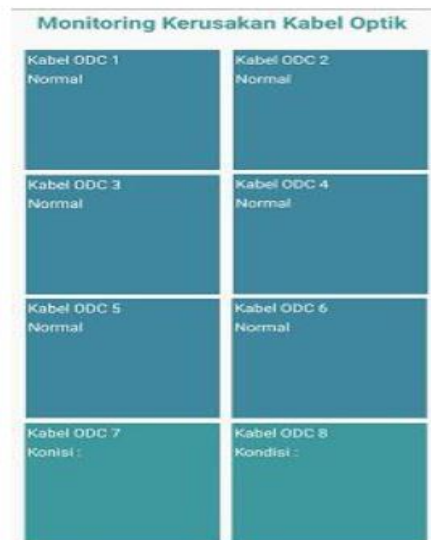 Monitoring Kerusakan Kabel Optik
Kabel ODC 1
Normal
Kabel ODC 2
Normal
Kabel ODC 3
Normal
Kabel ODC 4
Normal
Kabel ODC 5
Normal
Kabel ODC 6
Normal
Kabel ODC 7
Konisi :
Kabel ODC 8
Kondisi :